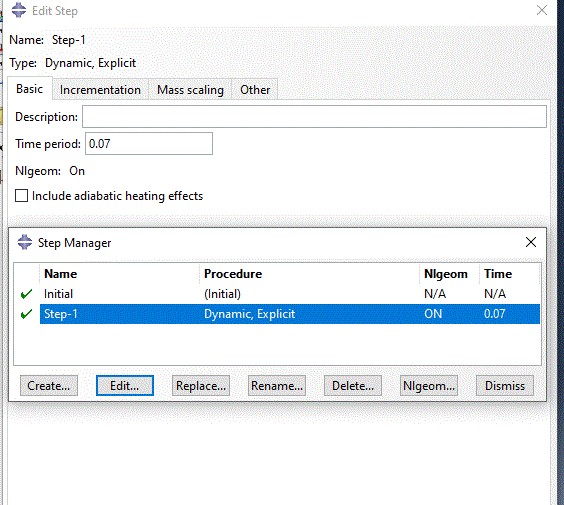 Edit Step
Name: Step-1
Type: Dynamic, Explicit
Basic Incrementation Mass scaling Other
Description:
Time period: 0.07
Nlgeom: On
Include adiabatic heating effects
Step Manager
Name Procedure Nlgeom Time
Initial (Initial) N/A N/A
Step-1 Dynamic, Explicit ON 0.07
Create... Edit... Replace... Rename... Delete... Nlgeom... Dismiss